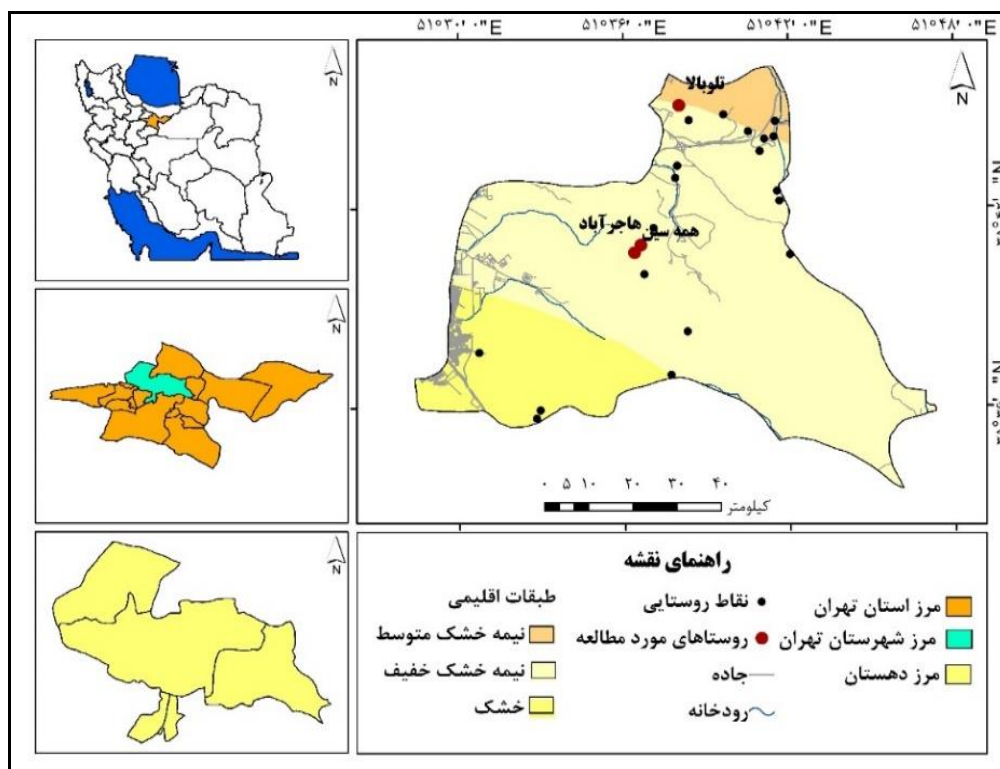 ۵۱°۳۰'۰"E ۵۱°۳۶'۰"E ۵۱°۴۲'۰"E ۵۱°۴۸'۰"E
N
N
تلوبالا
هاجرآباد
همه سین
N
۰ ۵ ۱۰ ۲۰ ۳۰ ۴۰
کیلومتر
N
راهنمای نقشه
مرز استان تهران
مرز شهرستان تهران
مرز دهستان
نقاط روستایی
روستاهای مورد مطالعه
جاده
رودخانه
طبقات اقلیمی
نیمه خشک متوسط
نیمه خشک خفیف
خشک